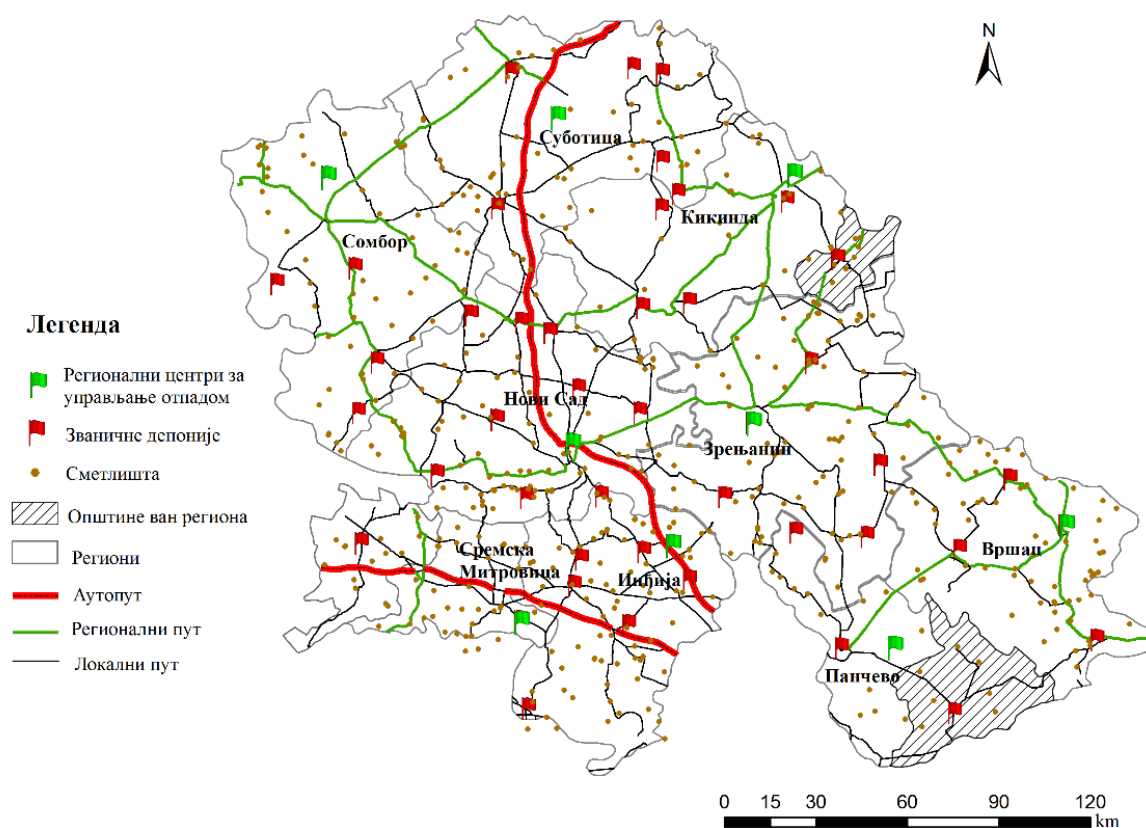 N
Суботица
Кикинда
Сомбор
Легенда
Регионални центри за
управљање отпадом
Званичне депоније
Сметлишта
Општине ван региона
Региони
Аутопут
Регионални пут
Локални пут
Нови Сад
Зрењанин
Сремска
Митровица
Инђија
Вршац
Панчево
0 15 30 60 90 120
km